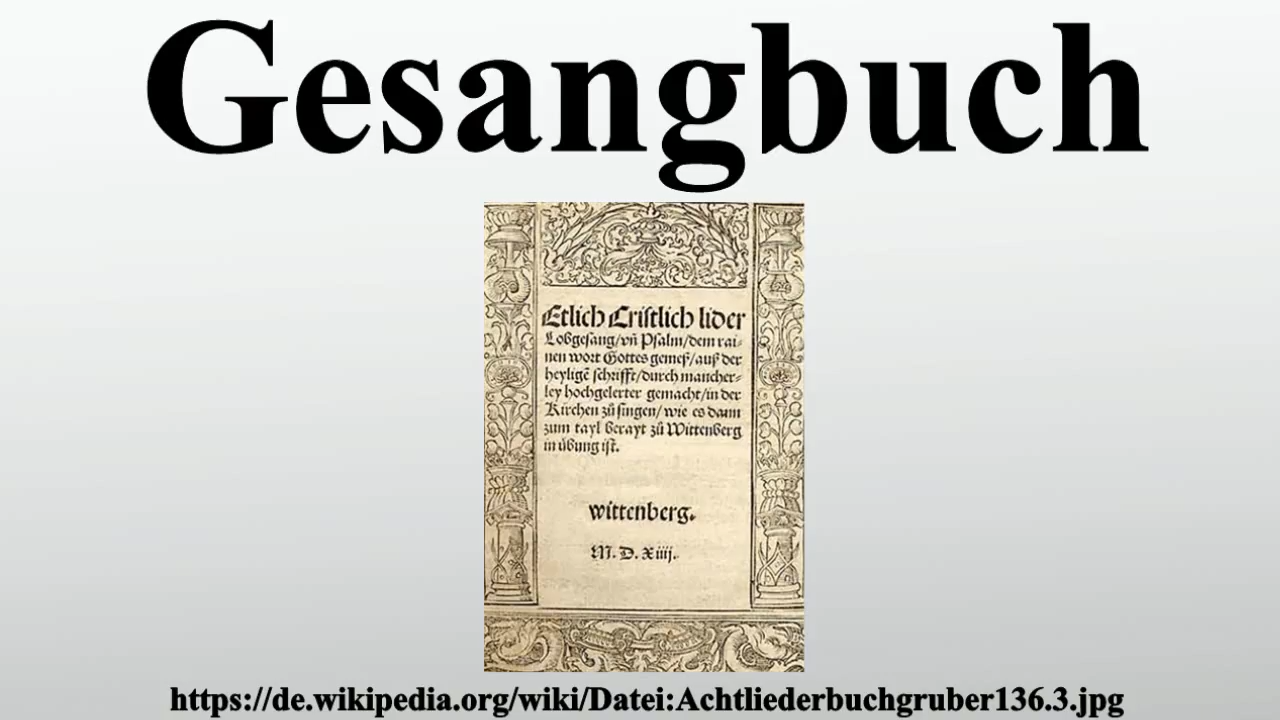 Gesangbuch
Etlich Cristlich lider
Lobgesang/vñ Psalm/dem rai-
nen wort Gottes gemeß/auß der
heyligē schrifft/durch mancher-
ley hochgelerter gemacht/in der
Kirchen zů singen/wie es dann
zum tayl berayt zů Wittenberg
in übung ist.
wittenberg.
M. D. Xiiij.
https://de.wikipedia.org/wiki/Datei:Achtliederbuchgruber136.3.jpg